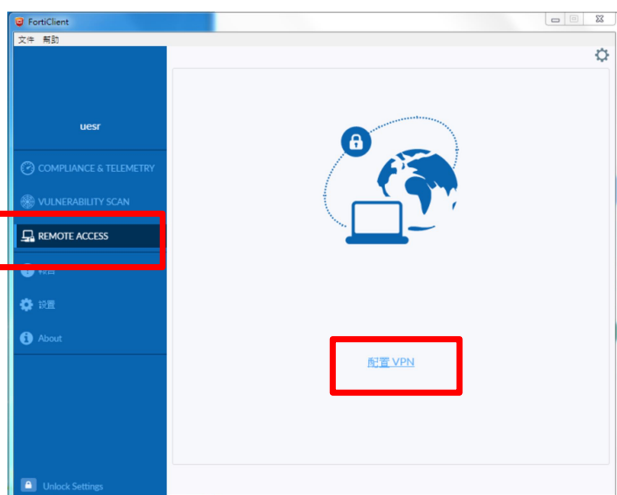 FortiClient
文件 幫助
uesr
COMPLIANCE & TELEMETRY
VULNERABILITY SCAN
REMOTE ACCESS
設置
About
配置 VPN
Unlock Settings